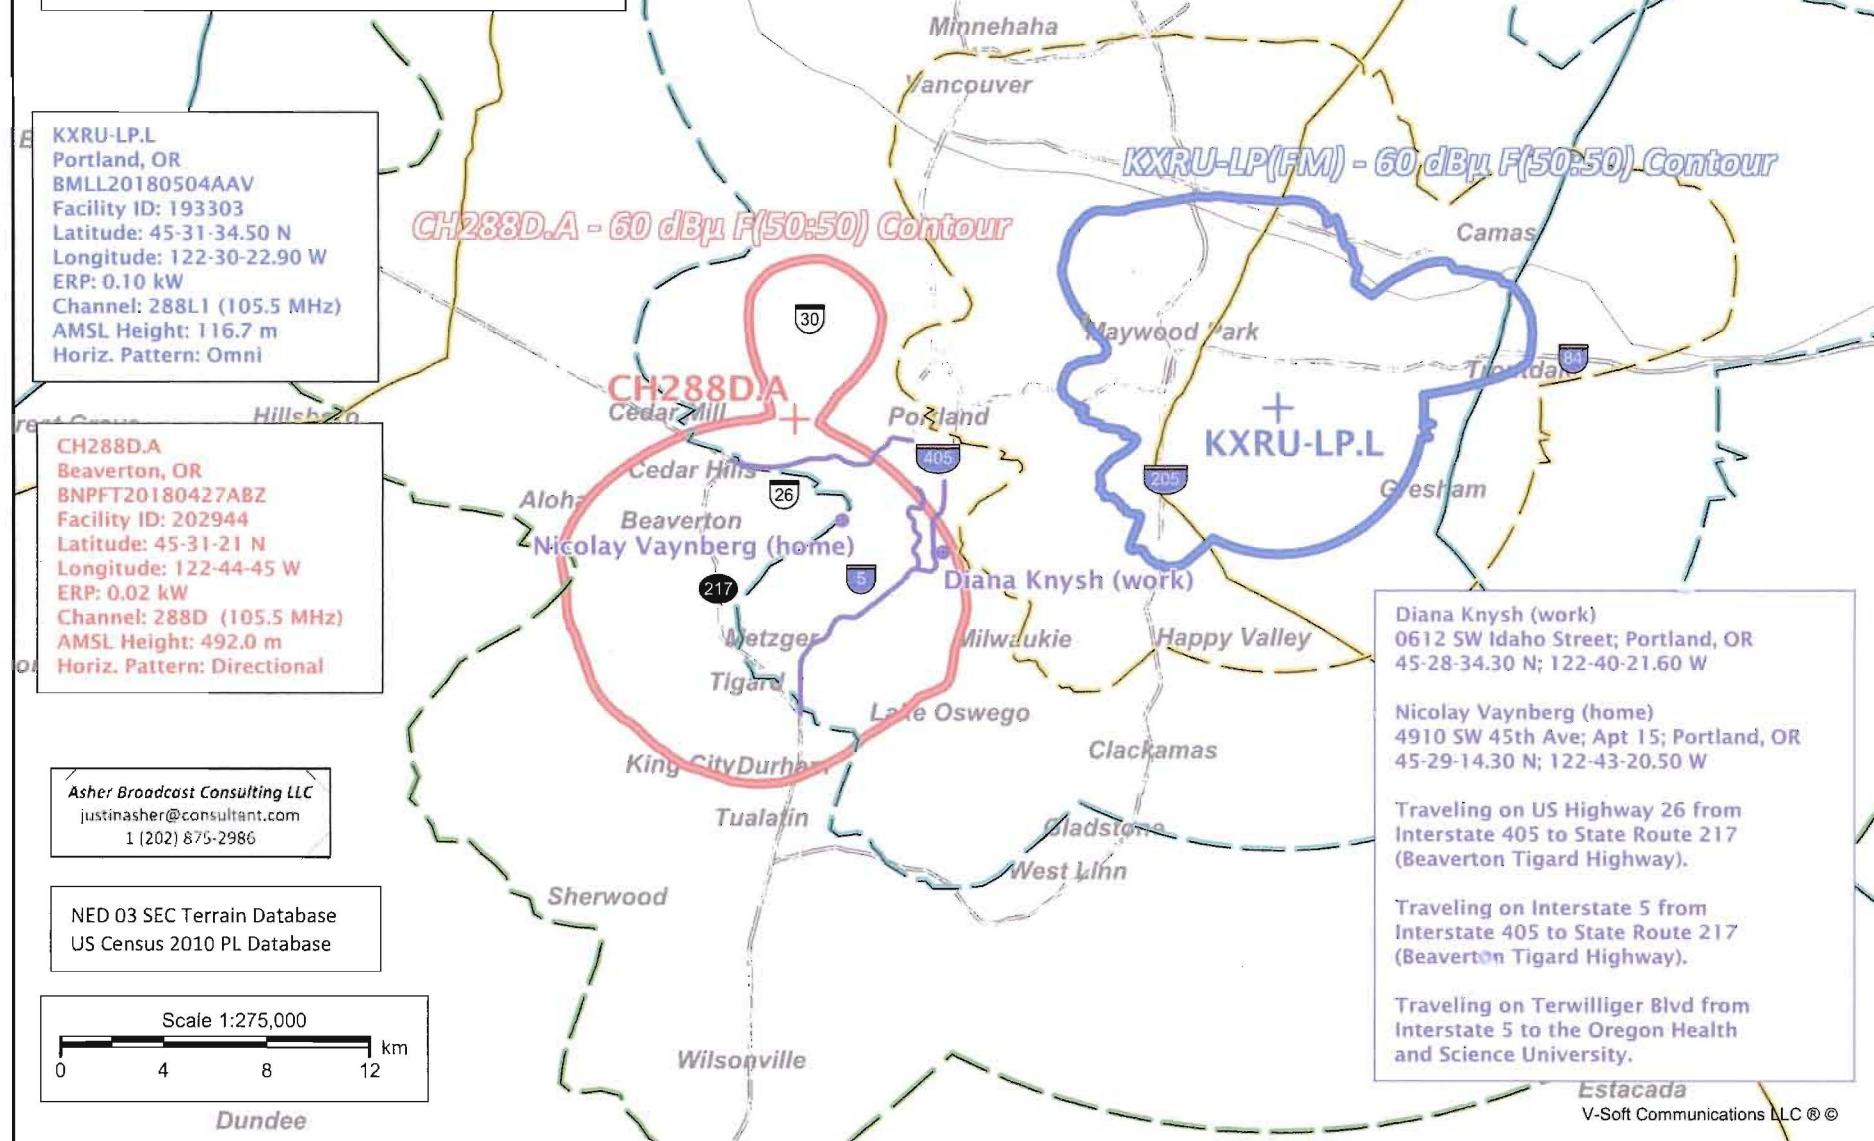 Minnehaha
Vancouver
KXRU-LP.L
Portland, OR
BMLL20180504AAV
Facility ID: 193303
Latitude: 45-31-34.50 N
Longitude: 122-30-22.90 W
ERP: 0.10 kW
Channel: 288L1 (105.5 MHz)
AMSL Height: 116.7 m
Horiz. Pattern: Omni
KXRU-LP(FM) - 60 dBµ F(50:50) Contour
CH288D.A - 60 dBµ F(50:50) Contour
Camas
30
Maywood Park
84
Troutdale
CH288D.A
Cedar Mill
Portland
Hillsboro
KXRU-LP.L
CH288D.A
Beaverton, OR
BNPFT20180427ABZ
Facility ID: 202944
Latitude: 45-31-21 N
Longitude: 122-44-45 W
ERP: 0.02 kW
Channel: 288D (105.5 MHz)
AMSL Height: 492.0 m
Horiz. Pattern: Directional
405
Cedar Hills
26
205
Gresham
Aloha
Beaverton
Nicolay Vaynberg (home)
5
217
Diana Knysh (work)
Metzger
Milwaukie
Happy Valley
Tigard
Lake Oswego
King City
Durham
Clackamas
Tualatin
Gladstone
West Linn
Sherwood
Wilsonville
Dundee
Estacada
Diana Knysh (work)
0612 SW Idaho Street; Portland, OR
45-28-34.30 N; 122-40-21.60 W
Nicolay Vaynberg (home)
4910 SW 45th Ave; Apt 15; Portland, OR
45-29-14.30 N; 122-43-20.50 W
Traveling on US Highway 26 from
Interstate 405 to State Route 217
(Beaverton Tigard Highway).
Traveling on Interstate 5 from
Interstate 405 to State Route 217
(Beaverton Tigard Highway).
Traveling on Terwilliger Blvd from
Interstate 5 to the Oregon Health
and Science University.
Asher Broadcast Consulting LLC
justinasher@consultant.com
1 (202) 875-2986
NED 03 SEC Terrain Database
US Census 2010 PL Database
Scale 1:275,000
km
0 4 8 12
V-Soft Communications LLC ® ©